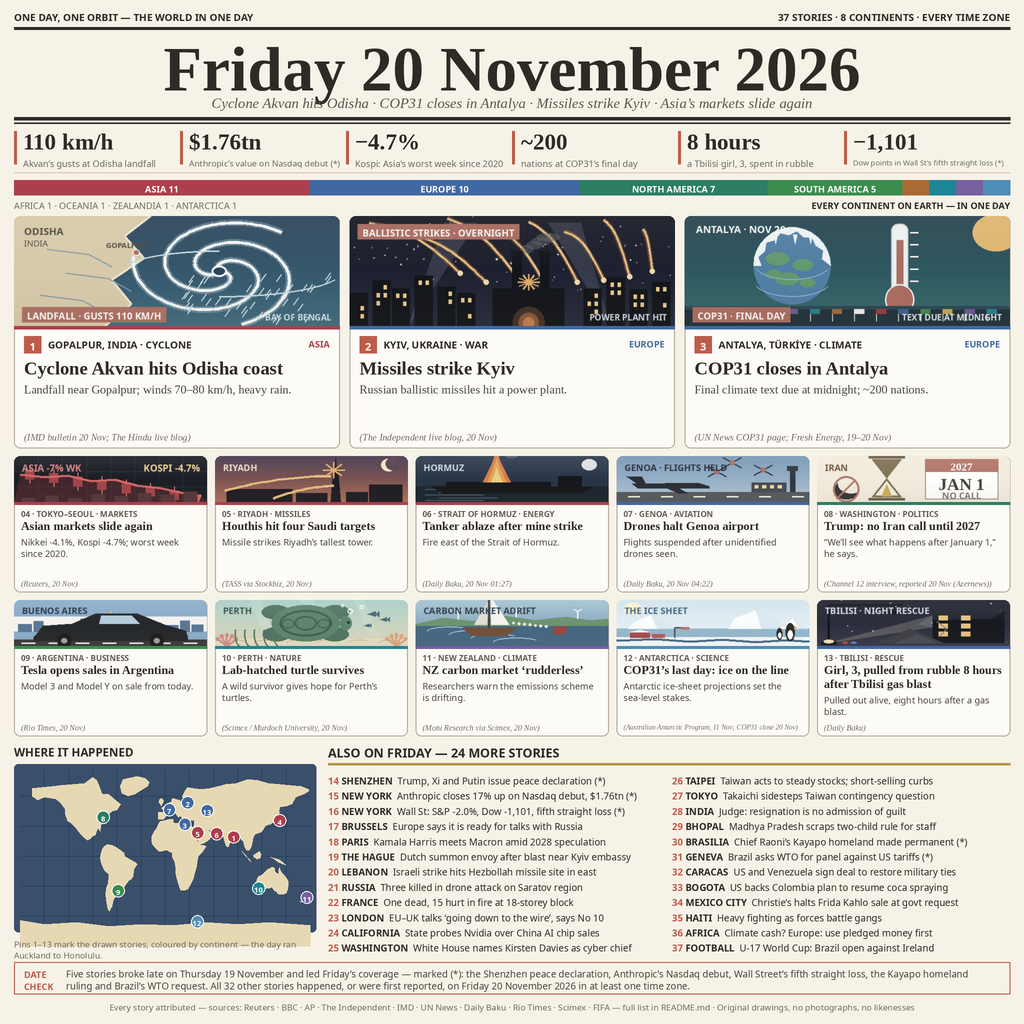 ONE DAY, ONE ORBIT — THE WORLD IN ONE DAY
37 STORIES · 8 CONTINENTS · EVERY TIME ZONE
Friday 20 November 2026
Cyclone Akvan hits Odisha · COP31 closes in Antalya · Missiles strike Kyiv · Asia's markets slide again
110 km/h
Akvan's gusts at Odisha landfall
$1.76tn
Anthropic's value on Nasdaq debut (*)
−4.7%
Kospi: Asia's worst week since 2020
~200
nations at COP31's final day
8 hours
a Tbilisi girl, 3, spent in rubble
−1,101
Dow points in Wall St's fifth straight loss (*)
ASIA 11
EUROPE 10
NORTH AMERICA 7
SOUTH AMERICA 5
AFRICA 1 · OCEANIA 1 · ZEALANDIA 1 · ANTARCTICA 1
EVERY CONTINENT ON EARTH — IN ONE DAY
ODISHA
INDIA
GOPALPUR
LANDFALL · GUSTS 110 KM/H
BAY OF BENGAL
1 GOPALPUR, INDIA · CYCLONE
ASIA
Cyclone Akvan hits Odisha coast
Landfall near Gopalpur; winds 70–80 km/h, heavy rain.
(IMD bulletin 20 Nov; The Hindu live blog)
BALLISTIC STRIKES · OVERNIGHT
POWER PLANT HIT
2 KYIV, UKRAINE · WAR
EUROPE
Missiles strike Kyiv
Russian ballistic missiles hit a power plant.
(The Independent live blog, 20 Nov)
ANTALYA · NOV 20
COP31 · FINAL DAY
TEXT DUE AT MIDNIGHT
3 ANTALYA, TÜRKİYE · CLIMATE
EUROPE
COP31 closes in Antalya
Final climate text due at midnight; ~200 nations.
(UN News COP31 page; Fresh Energy, 19–20 Nov)
ASIA -7% WK
KOSPI -4.7%
04 · TOKYO–SEOUL · MARKETS
Asian markets slide again
Nikkei -4.1%, Kospi -4.7%; worst week
since 2020.
(Reuters, 20 Nov)
RIYADH
05 · RIYADH · MISSILES
Houthis hit four Saudi targets
Missile strikes Riyadh's tallest tower.
(TASS via Stockbiz, 20 Nov)
HORMUZ
06 · STRAIT OF HORMUZ · ENERGY
Tanker ablaze after mine strike
Fire east of the Strait of Hormuz.
(Daily Baku, 20 Nov 01:27)
GENOA · FLIGHTS HELD
07 · GENOA · AVIATION
Drones halt Genoa airport
Flights suspended after unidentified
drones seen.
(Daily Baku, 20 Nov 04:22)
IRAN
2027
JAN 1
NO CALL
08 · WASHINGTON · POLITICS
Trump: no Iran call until 2027
"We'll see what happens after January 1,"
he says.
(Channel 12 interview, reported 20 Nov (Azernews))
BUENOS AIRES
09 · ARGENTINA · BUSINESS
Tesla opens sales in Argentina
Model 3 and Model Y on sale from today.
(Rio Times, 20 Nov)
PERTH
10 · PERTH · NATURE
Lab-hatched turtle survives
A wild survivor gives hope for Perth's
turtles.
(Scimex / Murdoch University, 20 Nov)
CARBON MARKET ADRIFT
11 · NEW ZEALAND · CLIMATE
NZ carbon market 'rudderless'
Researchers warn the emissions scheme
is drifting.
(Motu Research via Scimex, 20 Nov)
THE ICE SHEET
12 · ANTARCTICA · SCIENCE
COP31's last day: ice on the line
Antarctic ice-sheet projections set the
sea-level stakes.
(Australian Antarctic Program, 11 Nov, COP31 close 20 Nov)
TBILISI · NIGHT RESCUE
13 · TBILISI · RESCUE
Girl, 3, pulled from rubble 8 hours
after Tbilisi gas blast
Pulled out alive, eight hours after a gas
blast.
(Daily Baku)
WHERE IT HAPPENED
8
7
2
13
3
5
6
1
4
9
10
11
12
Pins 1–13 mark the drawn stories, coloured by continent — the day ran
Auckland to Honolulu.
ALSO ON FRIDAY — 24 MORE STORIES
14 SHENZHEN Trump, Xi and Putin issue peace declaration (*)
15 NEW YORK Anthropic closes 17% up on Nasdaq debut, $1.76tn (*)
16 NEW YORK Wall St: S&P -2.0%, Dow -1,101, fifth straight loss (*)
17 BRUSSELS Europe says it is ready for talks with Russia
18 PARIS Kamala Harris meets Macron amid 2028 speculation
19 THE HAGUE Dutch summon envoy after blast near Kyiv embassy
20 LEBANON Israeli strike hits Hezbollah missile site in east
21 RUSSIA Three killed in drone attack on Saratov region
22 FRANCE One dead, 15 hurt in fire at 18-storey block
23 LONDON EU–UK talks 'going down to the wire', says No 10
24 CALIFORNIA State probes Nvidia over China AI chip sales
25 WASHINGTON White House names Kirsten Davies as cyber chief
26 TAIPEI Taiwan acts to steady stocks; short-selling curbs
27 TOKYO Takaichi sidesteps Taiwan contingency question
28 INDIA Judge: resignation is no admission of guilt
29 BHOPAL Madhya Pradesh scraps two-child rule for staff
30 BRASILIA Chief Raoni's Kayapo homeland made permanent (*)
31 GENEVA Brazil asks WTO for panel against US tariffs (*)
32 CARACAS US and Venezuela sign deal to restore military ties
33 BOGOTA US backs Colombia plan to resume coca spraying
34 MEXICO CITY Christie's halts Frida Kahlo sale at govt request
35 HAITI Heavy fighting as forces battle gangs
36 AFRICA Climate cash? Europe: use pledged money first
37 FOOTBALL U-17 World Cup: Brazil open against Ireland
DATE
CHECK
Five stories broke late on Thursday 19 November and led Friday's coverage — marked (*): the Shenzhen peace declaration, Anthropic's Nasdaq debut, Wall Street's fifth straight loss, the Kayapo homeland
ruling and Brazil's WTO request. All 32 other stories happened, or were first reported, on Friday 20 November 2026 in at least one time zone.
Every story attributed — sources: Reuters · BBC · AP · The Independent · IMD · UN News · Daily Baku · Rio Times · Scimex · FIFA — full list in README.md · Original drawings, no photographs, no likenesses